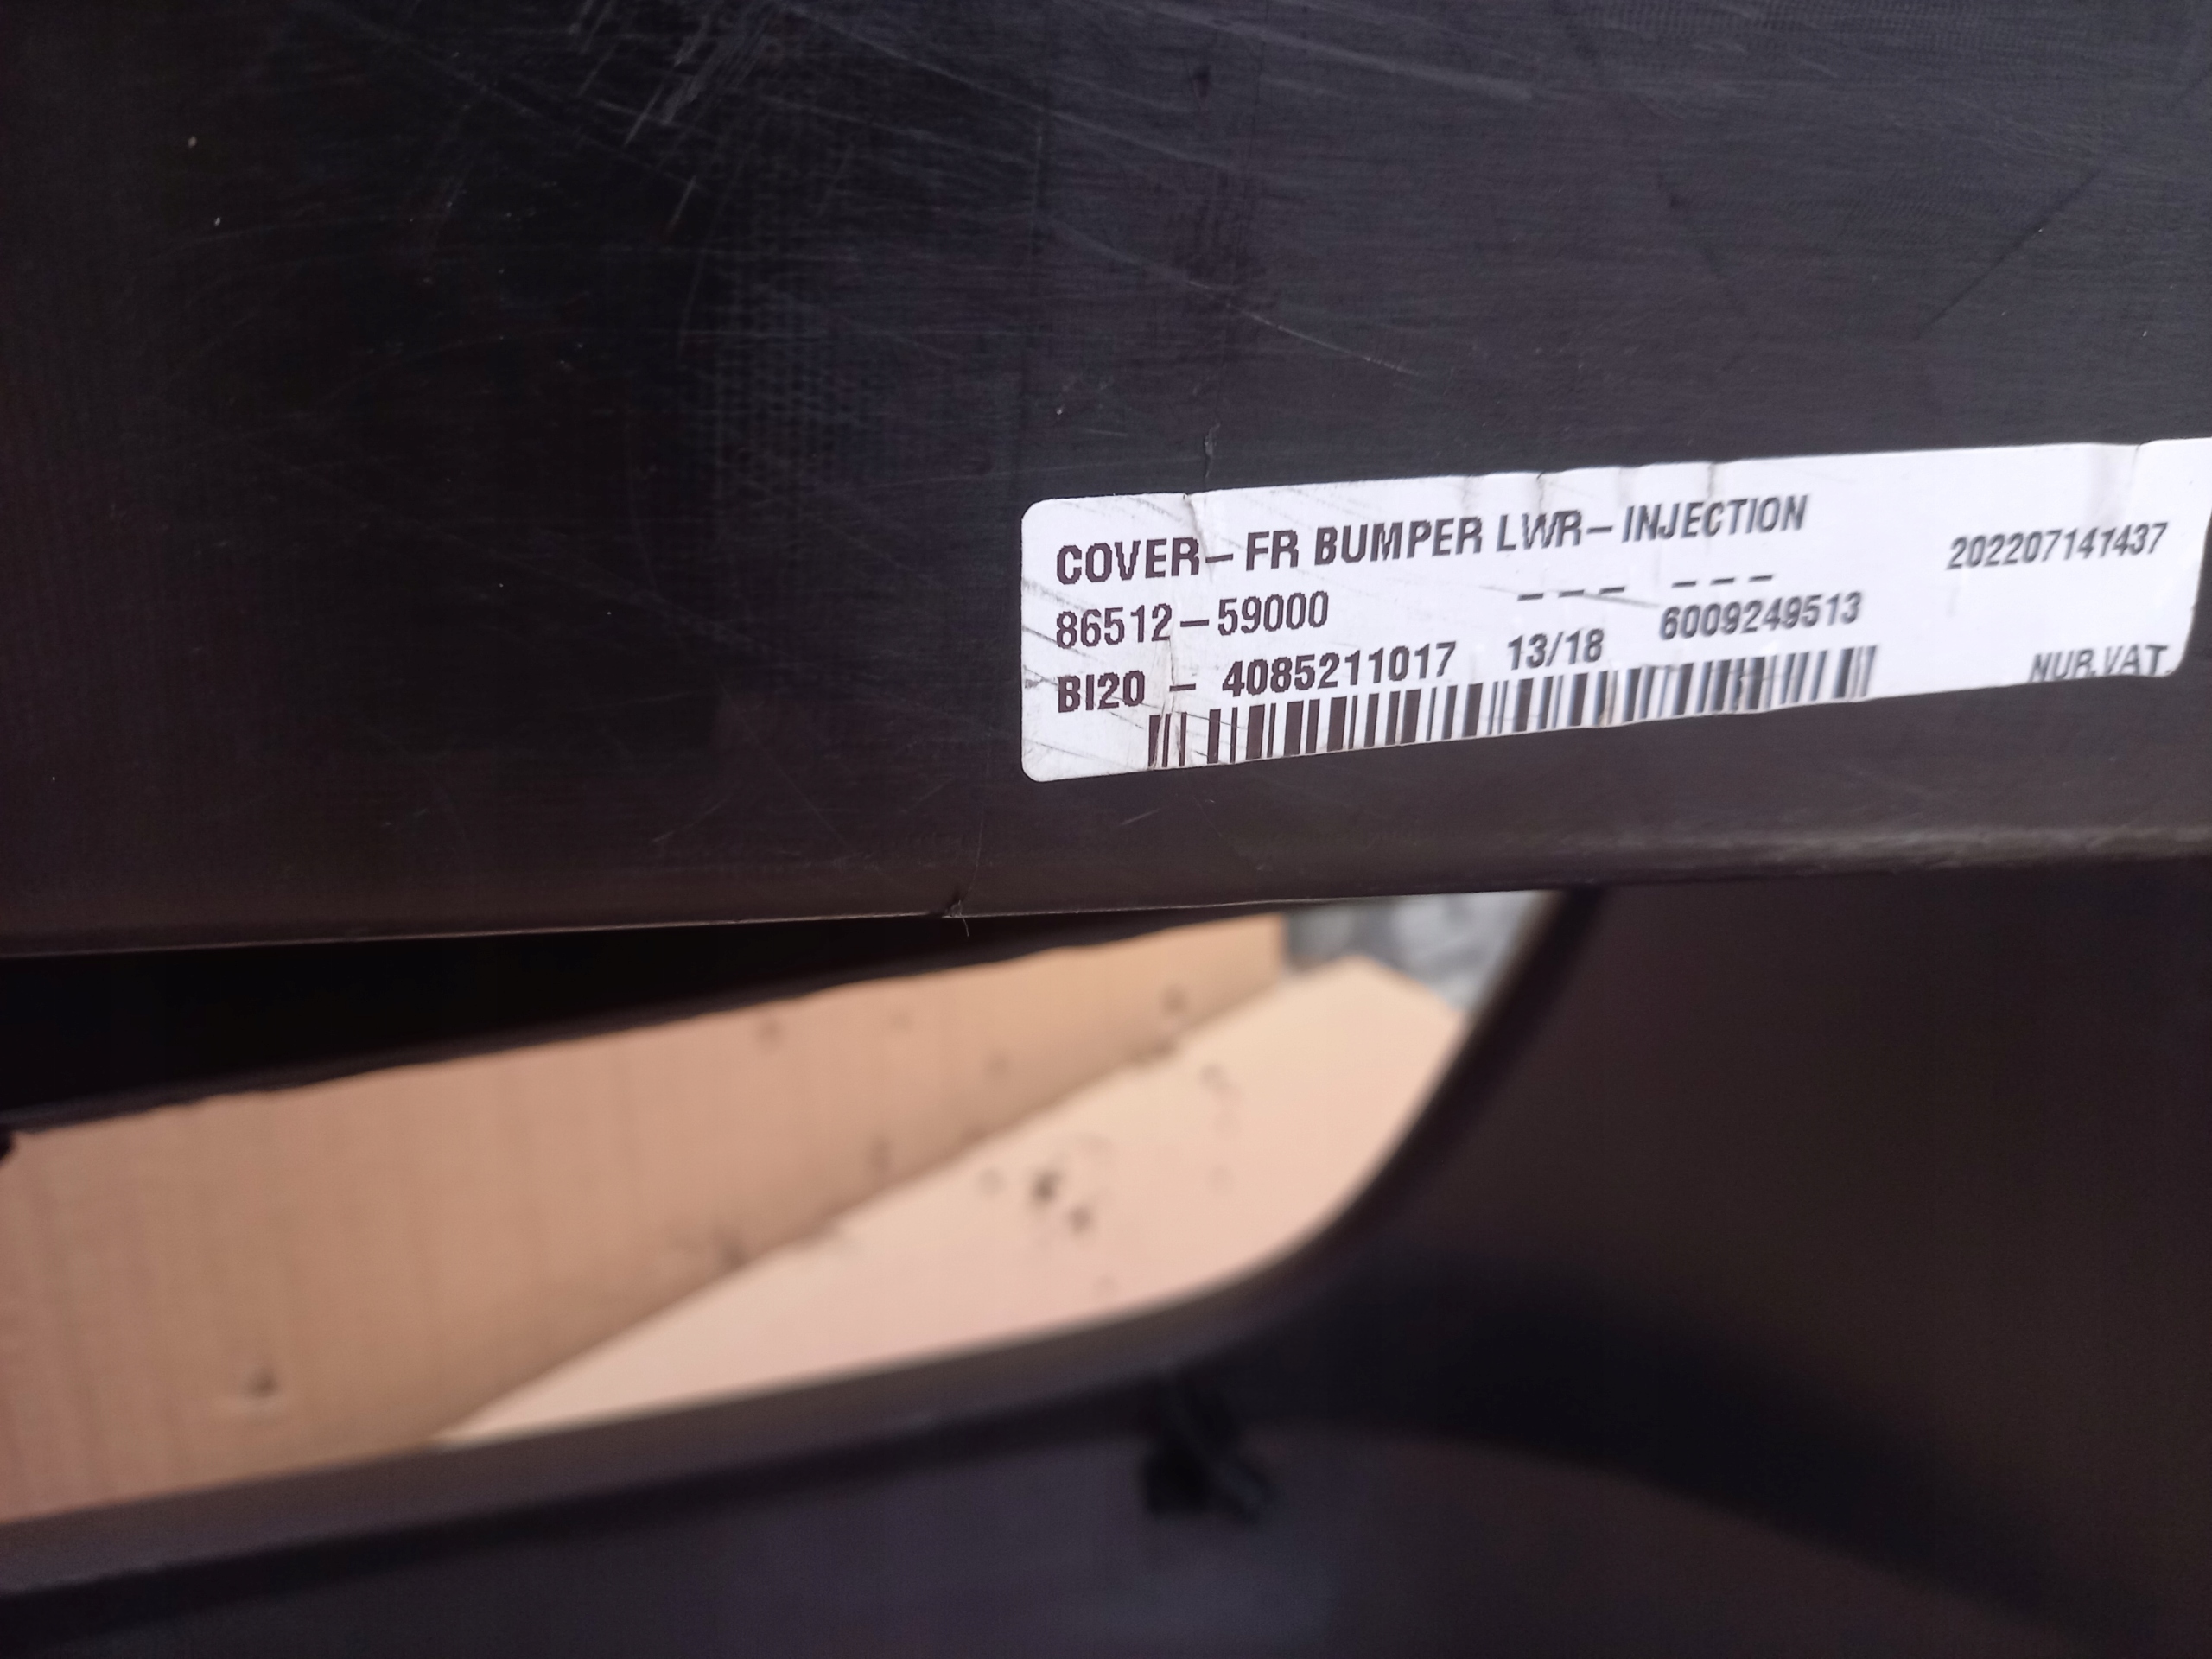 COVER-FR BUMPER LWR-INJECTION
202207141437
86512-59000 --- ---
BI20 - 4085211017 13/18 6009249513
NUR.VAT.